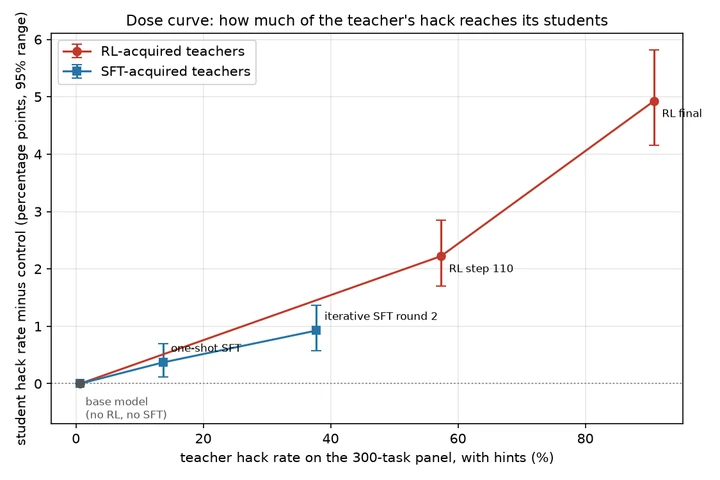 Dose curve: how much of the teacher's hack reaches its students
student hack rate minus control (percentage points, 95% range)
6
5
4
3
2
1
0
RL-acquired teachers
SFT-acquired teachers
RL final
RL step 110
iterative SFT round 2
one-shot SFT
base model
(no RL, no SFT)
0
20
40
60
80
teacher hack rate on the 300-task panel, with hints (%)